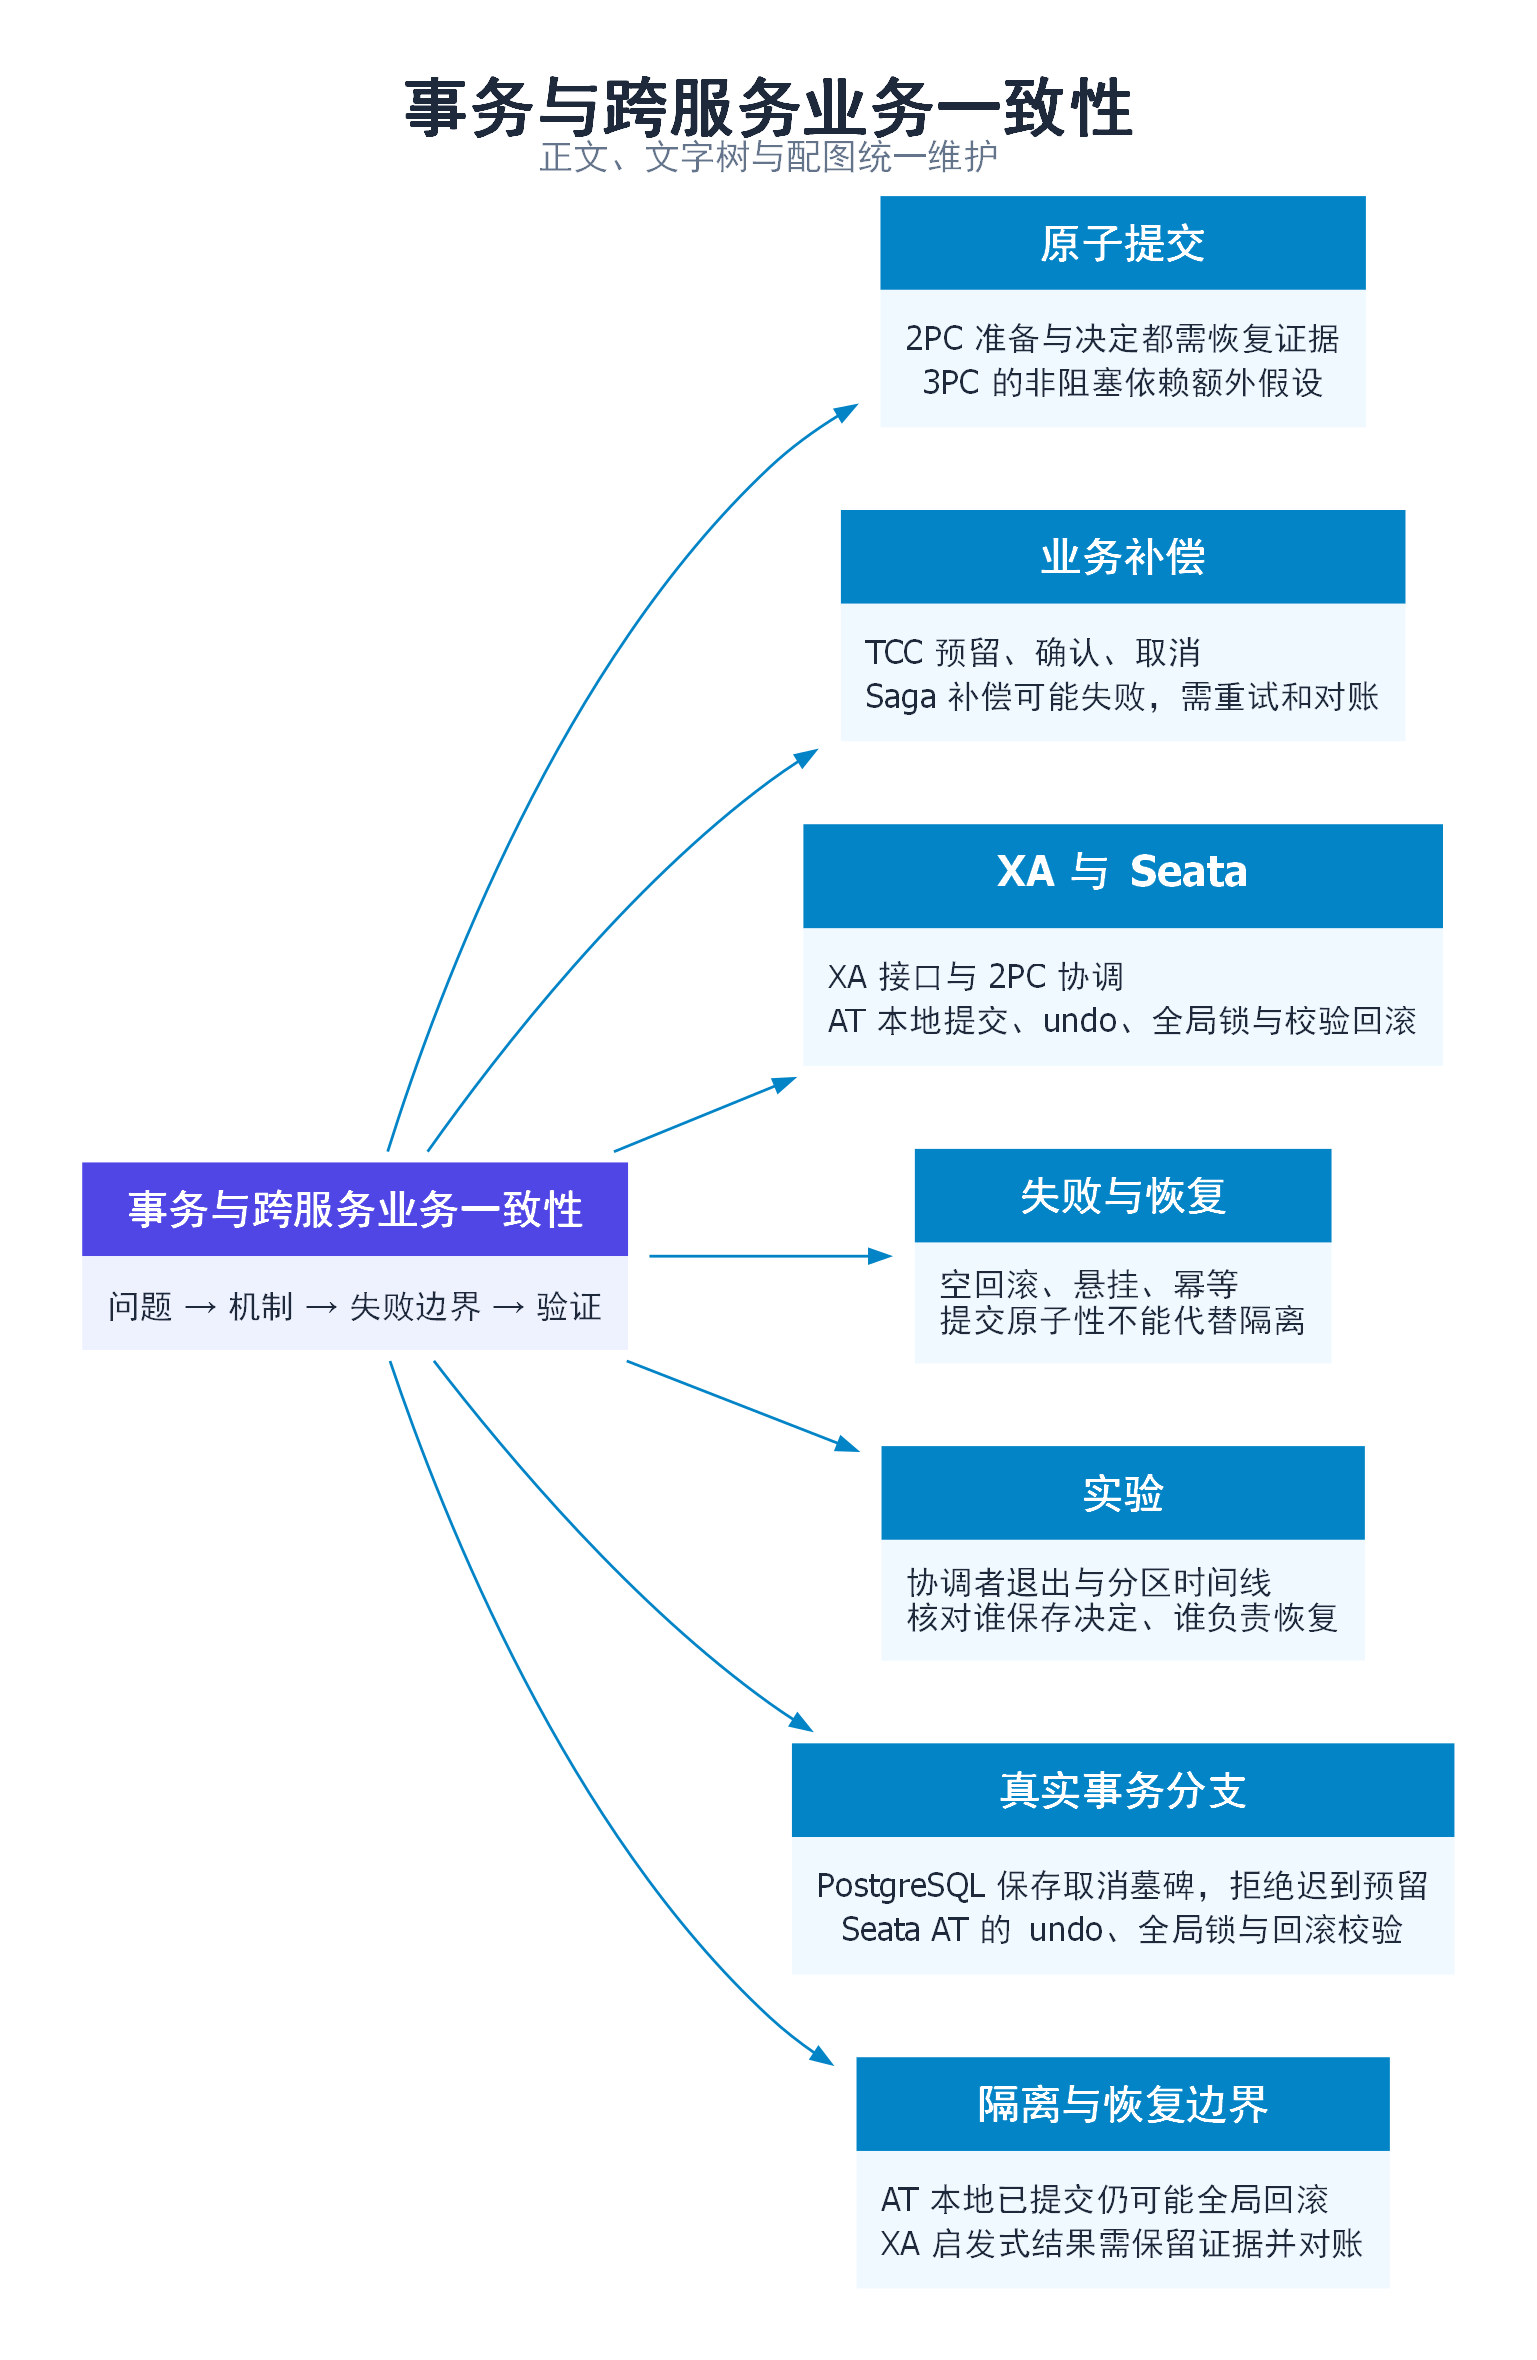 事务与跨服务业务一致性
正文、文字树与配图统一维护
原子提交
2PC 准备与决定都需恢复证据
3PC 的非阻塞依赖额外假设
业务补偿
TCC 预留、确认、取消
Saga 补偿可能失败，需重试和对账
XA 与 Seata
XA 接口与 2PC 协调
AT 本地提交、undo、全局锁与校验回滚
事务与跨服务业务一致性
问题 → 机制 → 失败边界 → 验证
失败与恢复
空回滚、悬挂、幂等
提交原子性不能代替隔离
实验
协调者退出与分区时间线
核对谁保存决定、谁负责恢复
真实事务分支
PostgreSQL 保存取消墓碑，拒绝迟到预留
Seata AT 的 undo、全局锁与回滚校验
隔离与恢复边界
AT 本地已提交仍可能全局回滚
XA 启发式结果需保留证据并对账